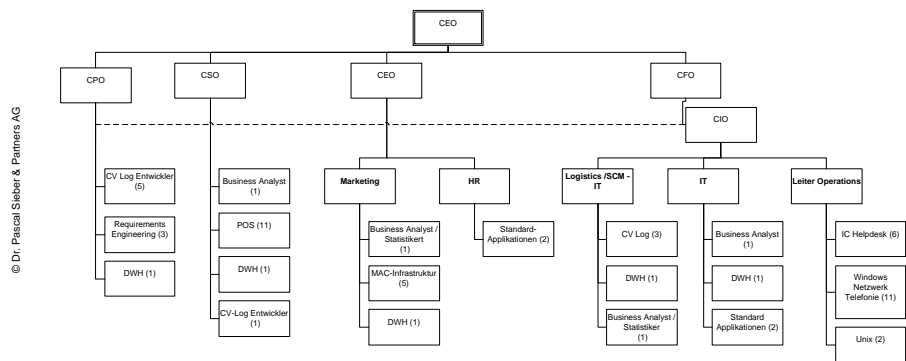 CEO
CPO
CSO
CEO
CFO
CIO
CV Log Entwickler
(5)
Requirements
Engineering (3)
DWH (1)
Business Analyst
(1)
POS (11)
DWH (1)
CV-Log Entwickler
(1)
Marketing
Business Analyst /
Statistikert
(1)
MAC-Infrastruktur
(5)
DWH (1)
HR
Standard-
Applikationen (2)
Logistics /SCM -
IT
CV Log (3)
DWH (1)
Business Analyst /
Statistiker
(1)
IT
Business Analyst
(1)
DWH (1)
Standard
Applikationen (2)
Leiter Operations
IC Helpdesk (6)
Windows
Netzwerk
Telefonie (11)
Unix (2)
© Dr. Pascal Sieber & Partners AG